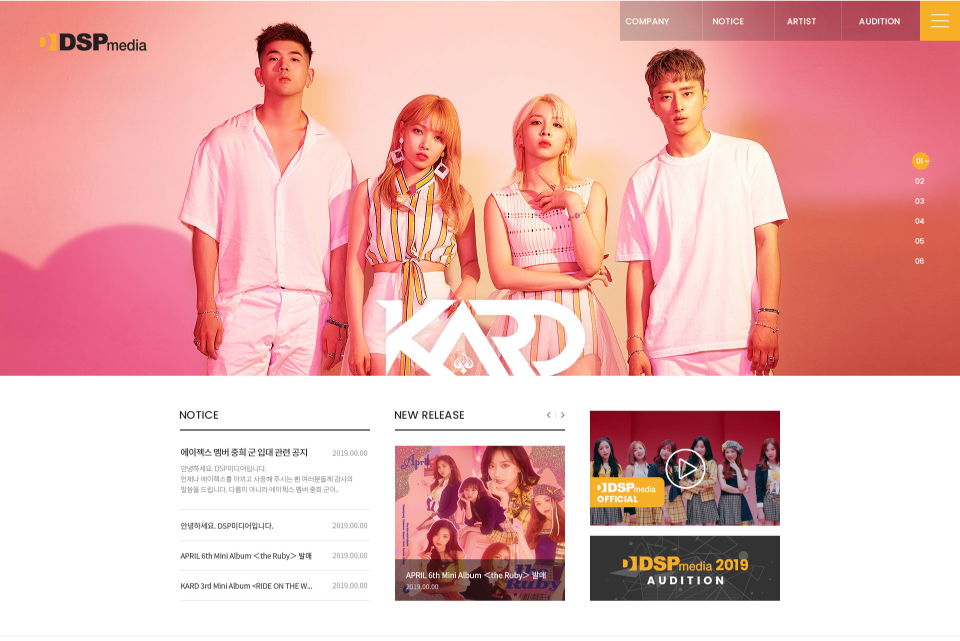 DSPmedia
COMPANY
NOTICE
ARTIST
AUDITION
01
02
03
04
05
06
KARD
NOTICE
에이젝스 멤버 중희 군 입대 관련 공지 2019.00.00
안녕하세요. DSP미디어입니다.
언제나 에이젝스를 아끼고 사랑해 주시는 팬 여러분들께 감사의
말씀을 드립니다. 다름이 아니라 에이젝스 멤버 중희 군이..
안녕하세요. DSP미디어입니다. 2019.00.00
APRIL 6th Mini Album <the Ruby> 발매 2019.00.00
KARD 3rd Mini Album <RIDE ON THE W... 2019.00.00
NEW RELEASE
April
the Ruby
APRIL 6th Mini Album <the Ruby> 발매
2019.00.00
DSPmedia
OFFICIAL
DSPmedia 2019
AUDITION